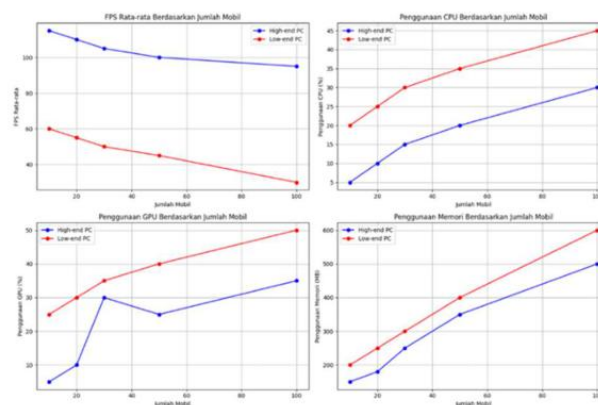 FPS Rata-rata Berdasarkan Jumlah Mobil
High-end PC
Low-end PC
FPS Rata-rata
100
80
60
40
20
40
60
80
100
Jumlah Mobil
Penggunaan CPU Berdasarkan Jumlah Mobil
High-end PC
Low-end PC
Penggunaan CPU (%)
45
40
35
30
25
20
15
10
5
20
40
60
80
100
Jumlah Mobil
Penggunaan GPU Berdasarkan Jumlah Mobil
High-end PC
Low-end PC
Penggunaan GPU (%)
50
40
30
20
10
20
40
60
80
100
Jumlah Mobil
Penggunaan Memori Berdasarkan Jumlah Mobil
High-end PC
Low-end PC
Penggunaan Memori (MB)
600
500
400
300
200
20
40
60
80
100
Jumlah Mobil